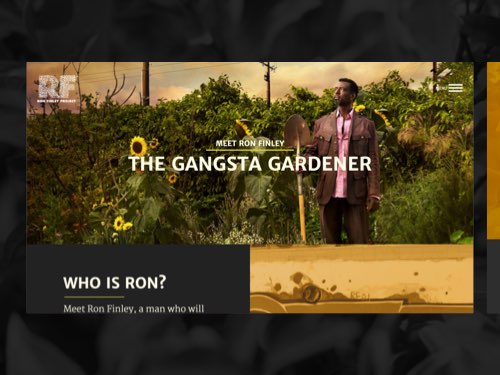 RF
RON FINLEY PROJECT
MEET RON FINLEY
THE GANGSTA GARDENER
WHO IS RON?
Meet Ron Finley, a man who will